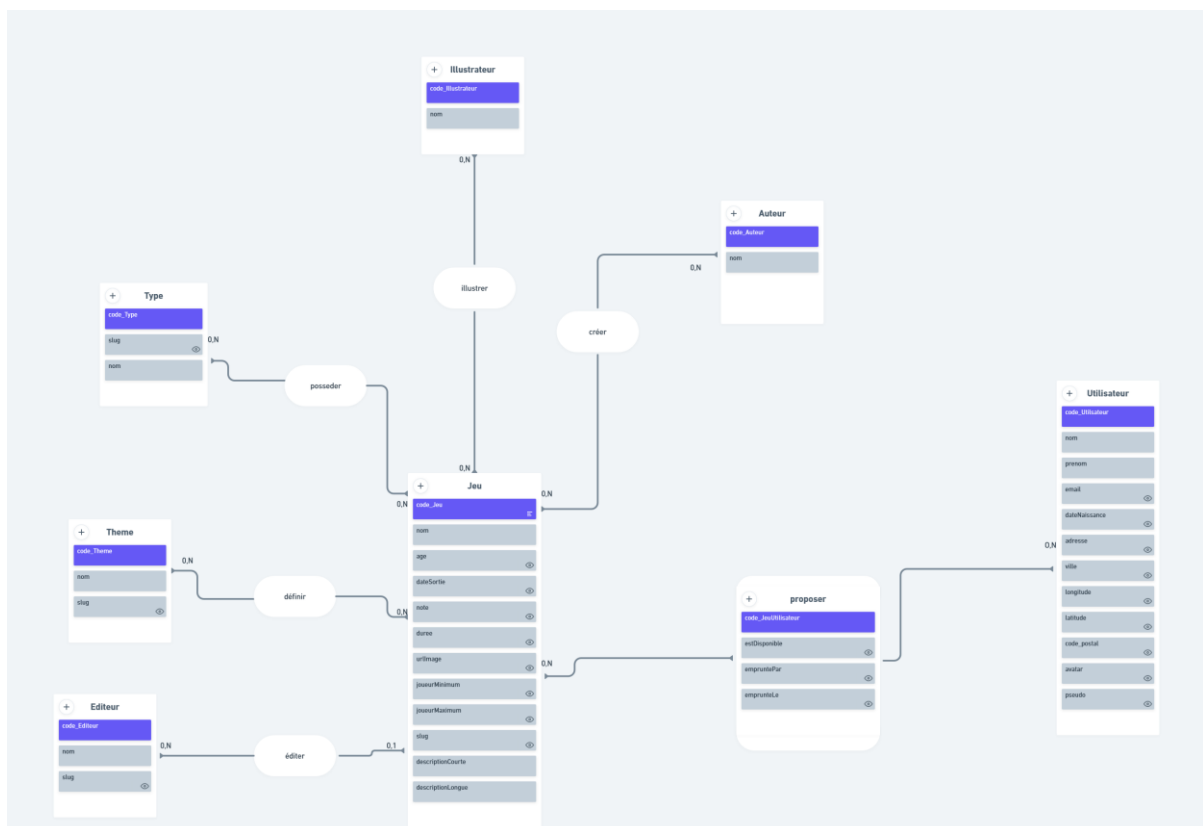 Illustrateur
code_Illustrateur
nom
0,N
illustrer
0,N
Auteur
code_Auteur
nom
0,N
créer
0,N
Type
code_Type
slug
nom
0,N
posseder
0,N
Theme
code_Theme
nom
slug
0,N
définir
0,N
Editeur
code_Editeur
nom
slug
0,N
éditer
0,1
Jeu
code_Jeu
nom
age
dateSortie
note
duree
urlImage
joueurMinimum
joueurMaximum
slug
descriptionCourte
descriptionLongue
0,N
proposer
code_JeuUtilisateur
estDisponible
empruntePar
emprunteLe
0,N
Utilisateur
code_Utilisateur
nom
prenom
email
dateNaissance
adresse
ville
longitude
latitude
code_postal
avatar
pseudo